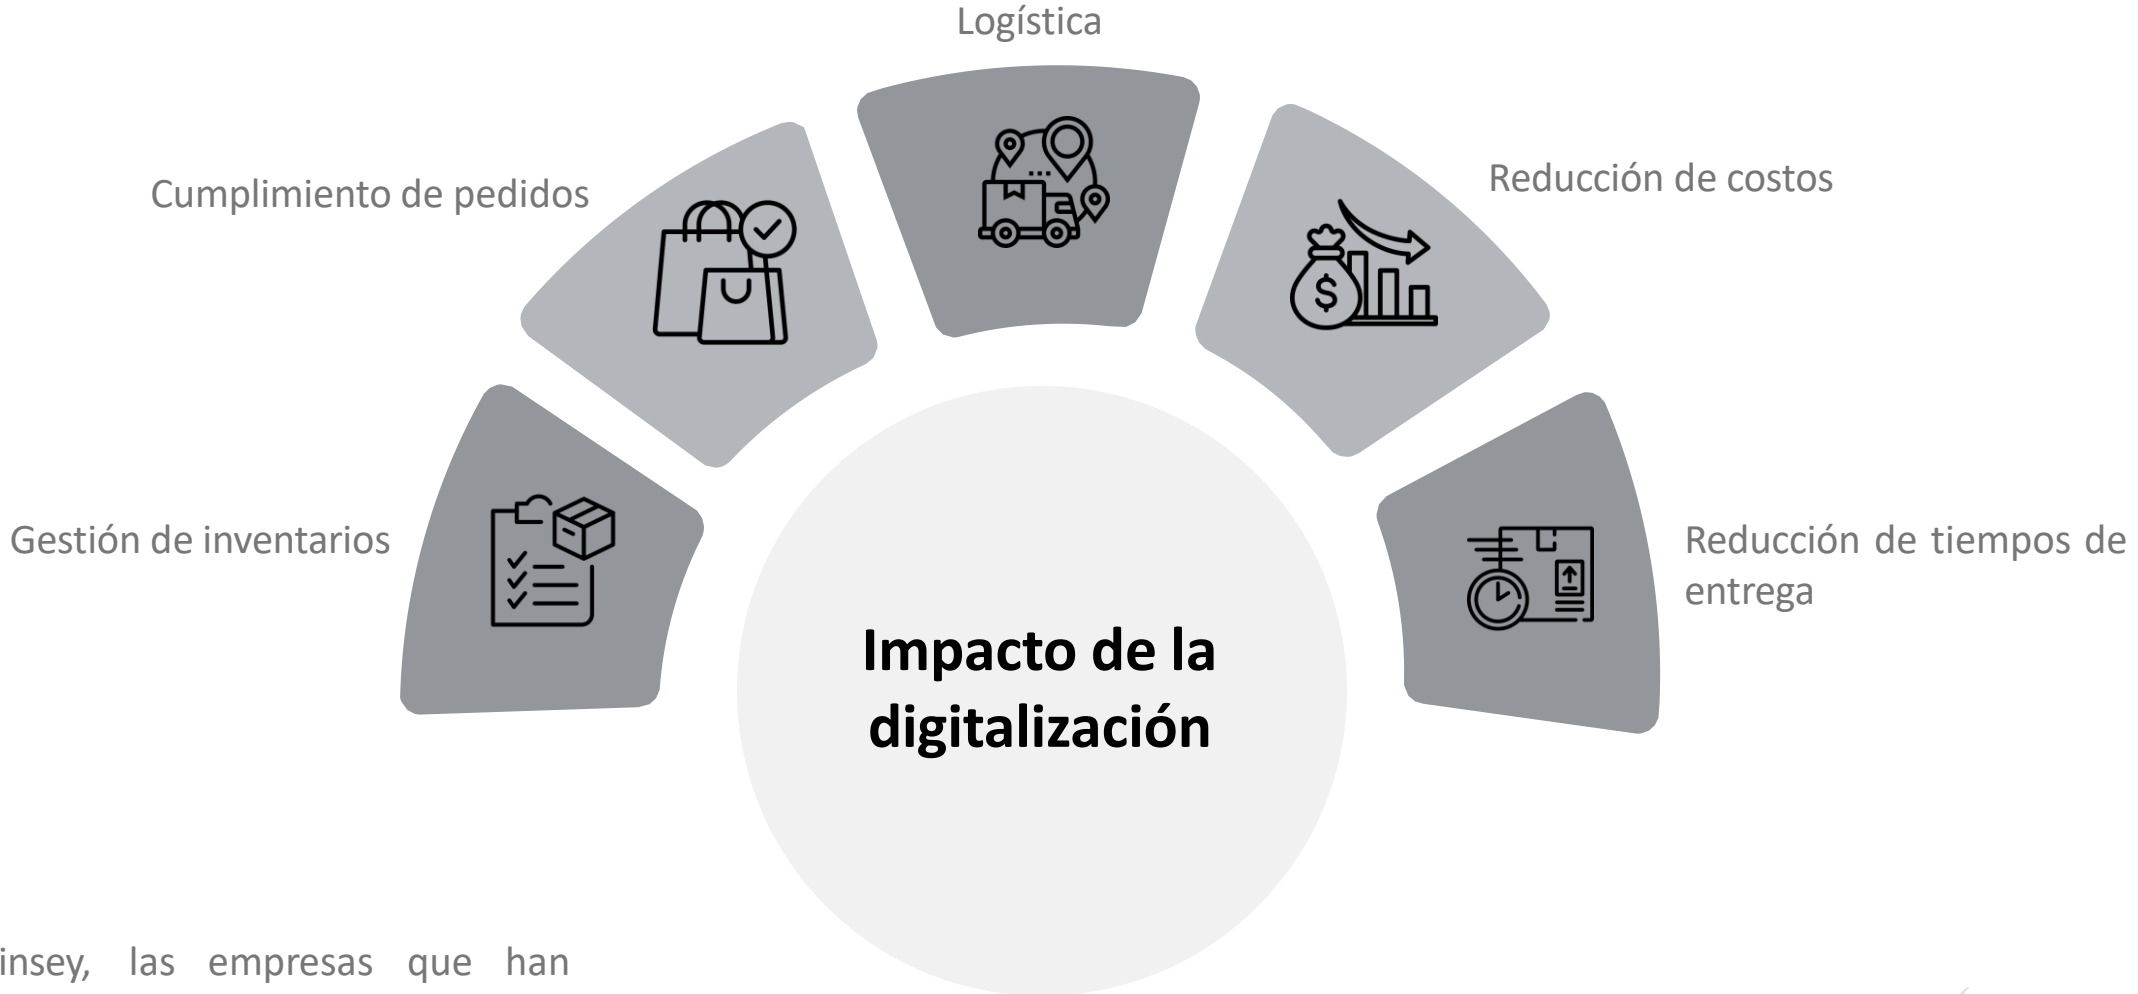 Logística
Cumplimiento de pedidos
Reducción de costos
Gestión de inventarios
Reducción de tiempos de
entrega
Impacto de la
digitalización
insey, las empresas que han